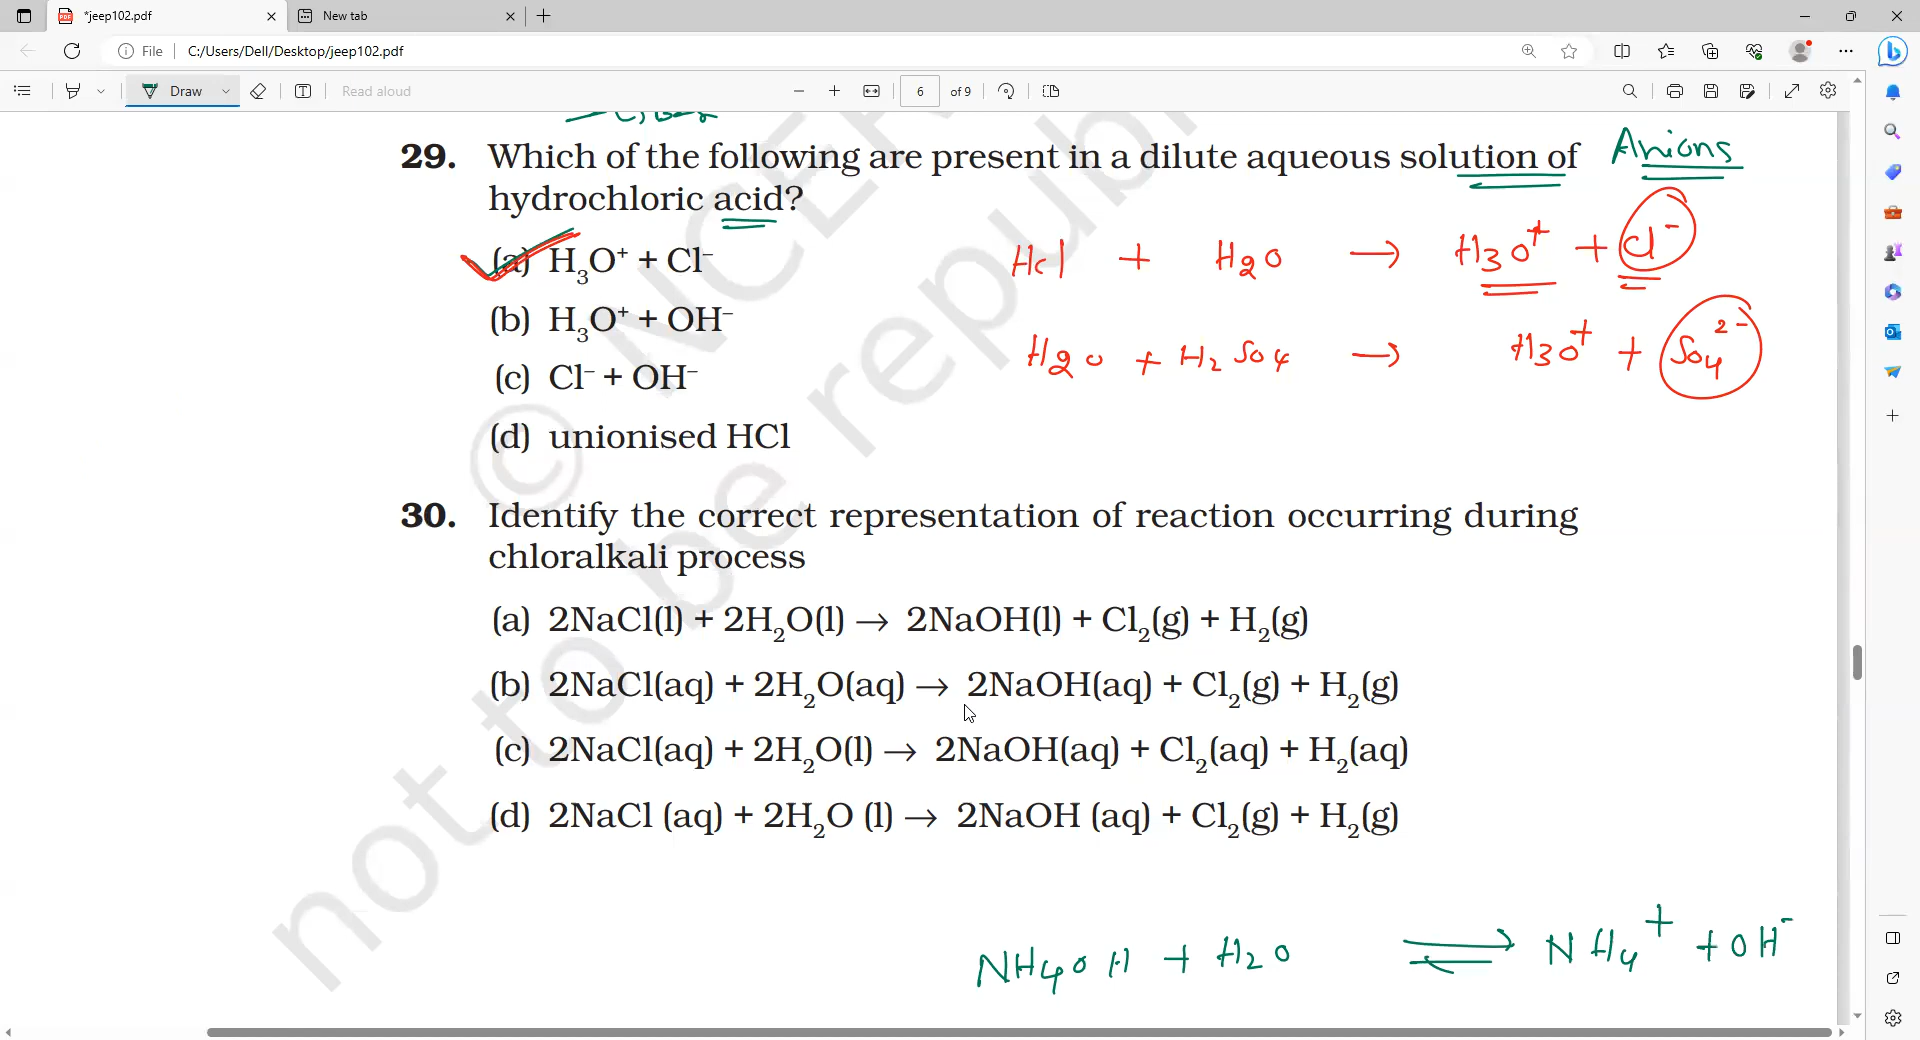 *jeep102.pdf
New tab
File
C:/Users/Dell/Desktop/jeep102.pdf
Draw
Read aloud
6
of 9
29. Which of the following are present in a dilute aqueous solution of
hydrochloric acid?
Anions
(a) H₃O⁺ + Cl⁻
HCl + H₂O → H₃O⁺ + Cl⁻
(b) H₃O⁺ + OH⁻
H₂O + H₂SO₄ → H₃O⁺ + SO₄²⁻
(c) Cl⁻ + OH⁻
(d) unionised HCl
30. Identify the correct representation of reaction occurring during
chloralkali process
(a) 2NaCl(l) + 2H₂O(l) → 2NaOH(l) + Cl₂(g) + H₂(g)
(b) 2NaCl(aq) + 2H₂O(aq) → 2NaOH(aq) + Cl₂(g) + H₂(g)
(c) 2NaCl(aq) + 2H₂O(l) → 2NaOH(aq) + Cl₂(aq) + H₂(aq)
(d) 2NaCl (aq) + 2H₂O (l) → 2NaOH (aq) + Cl₂(g) + H₂(g)
NH₄OH + H₂O ⇌ NH₄⁺ + OH⁻
© NCER
not to be republ